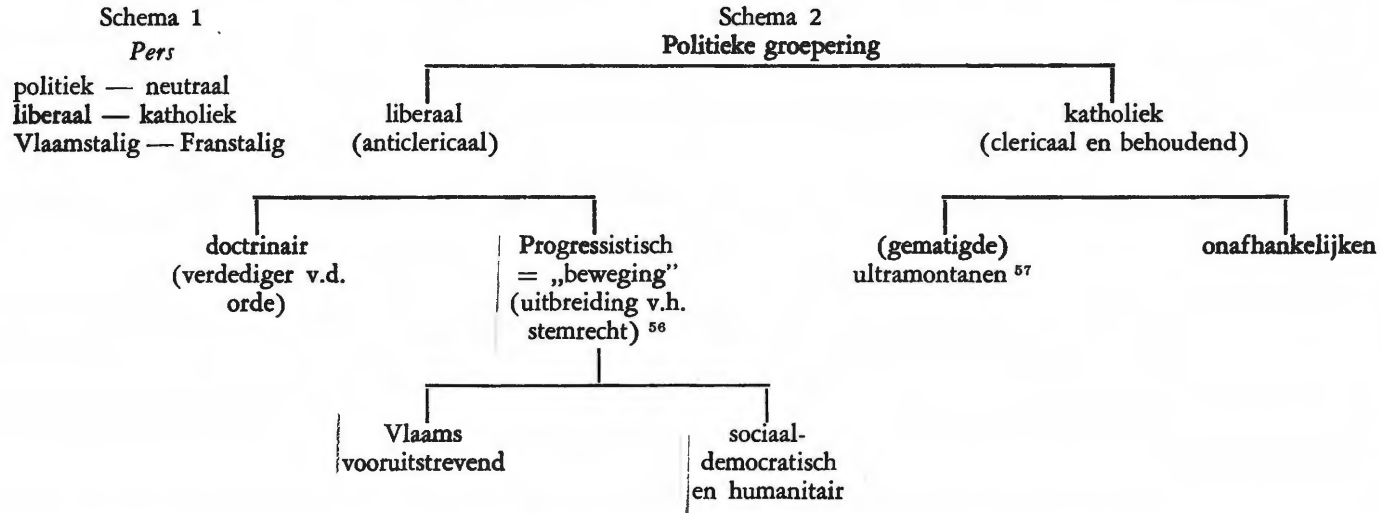 Schema 1
Pers
politiek — neutraal
liberaal — katholiek
Vlaamstalig — Franstalig
Schema 2
Politieke groepering
liberaal
(anticlericaal)
katholiek
(clericaal en behoudend)
doctrinair
(verdediger v.d.
orde)
Progressistisch
= „beweging”
(uitbreiding v.h.
stemrecht) ⁵⁶
(gematigde)
ultramontanen ⁵⁷
onafhankelijken
Vlaams
vooruitstrevend
sociaal-
democratisch
en humanitair